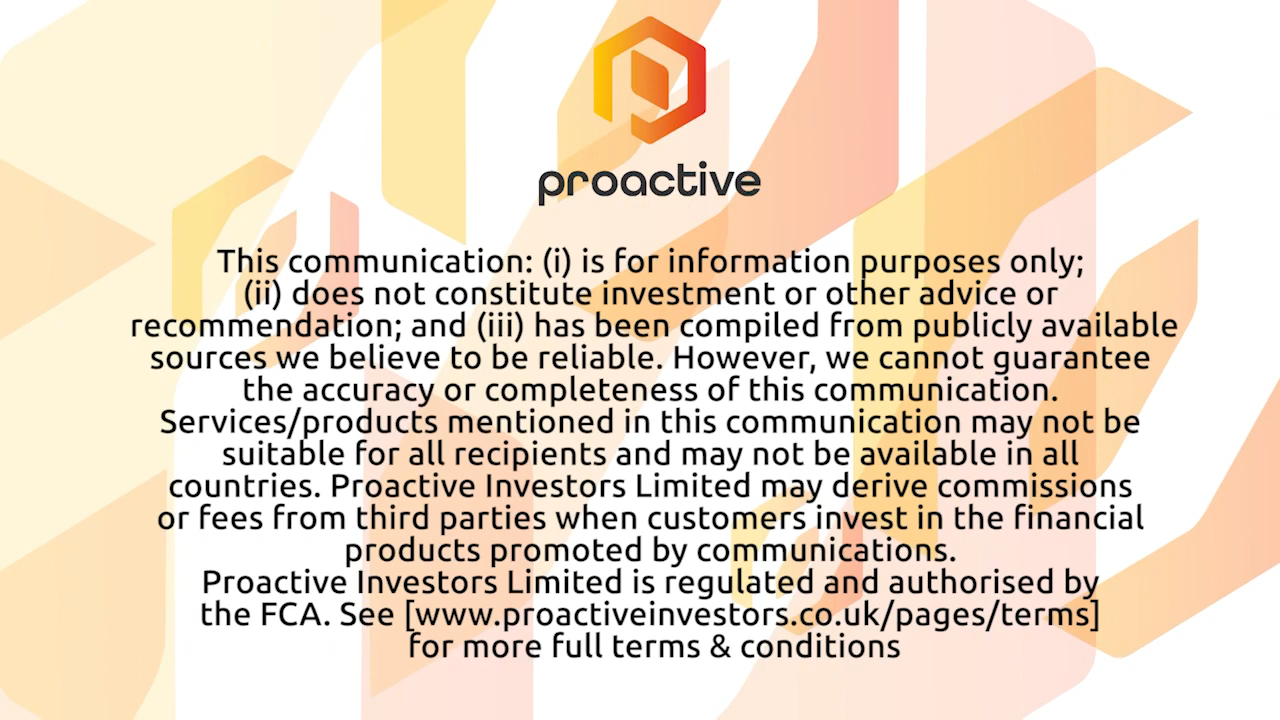 proactive
This communication: (i) is for information purposes only;
(ii) does not constitute investment or other advice or
recommendation; and (iii) has been compiled from publicly available
sources we believe to be reliable. However, we cannot guarantee
the accuracy or completeness of this communication.
Services/products mentioned in this communication may not be
suitable for all recipients and may not be available in all
countries. Proactive Investors Limited may derive commissions
or fees from third parties when customers invest in the financial
products promoted by communications.
Proactive Investors Limited is regulated and authorised by
the FCA. See [www.proactiveinvestors.co.uk/pages/terms]
for more full terms & conditions